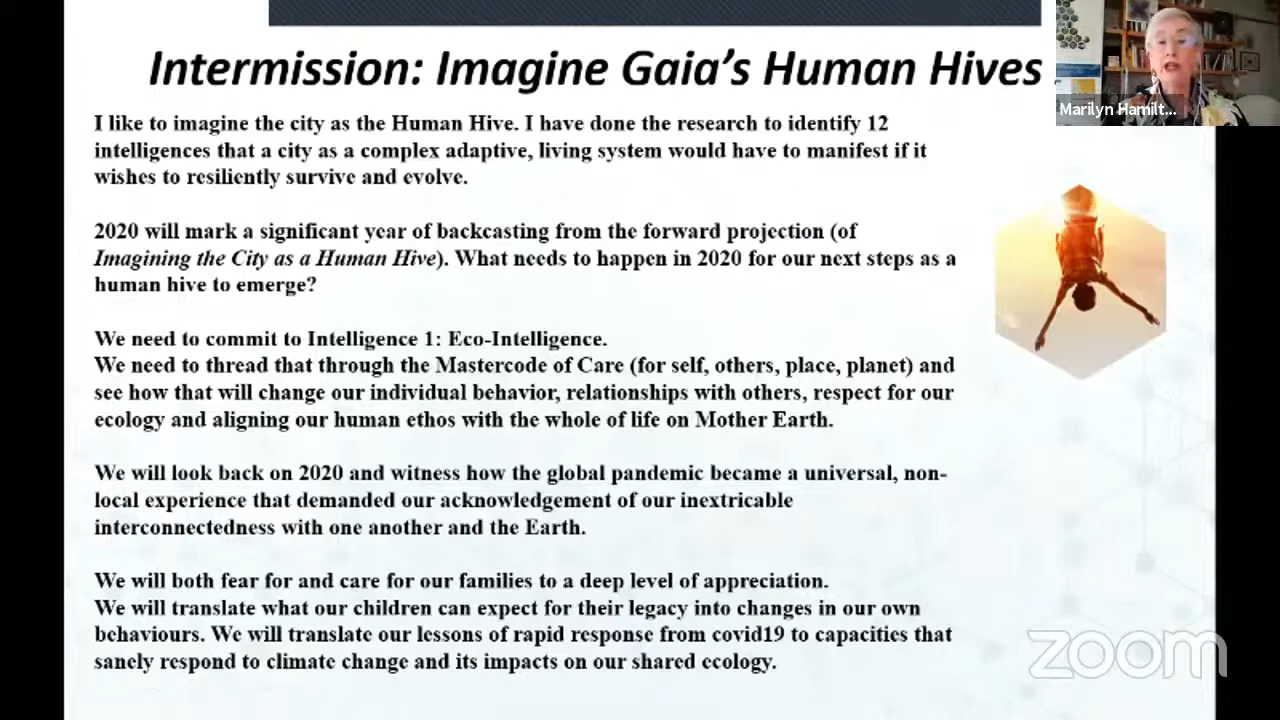 Intermission: Imagine Gaia's Human Hives
Marilyn Hamilt...
I like to imagine the city as the Human Hive. I have done the research to identify 12
intelligences that a city as a complex adaptive, living system would have to manifest if it
wishes to resiliently survive and evolve.
2020 will mark a significant year of backcasting from the forward projection (of
Imagining the City as a Human Hive). What needs to happen in 2020 for our next steps as a
human hive to emerge?
We need to commit to Intelligence 1: Eco-Intelligence.
We need to thread that through the Mastercode of Care (for self, others, place, planet) and
see how that will change our individual behavior, relationships with others, respect for our
ecology and aligning our human ethos with the whole of life on Mother Earth.
We will look back on 2020 and witness how the global pandemic became a universal, non-
local experience that demanded our acknowledgement of our inextricable
interconnectedness with one another and the Earth.
We will both fear for and care for our families to a deep level of appreciation.
We will translate what our children can expect for their legacy into changes in our own
behaviours. We will translate our lessons of rapid response from covid19 to capacities that
sanely respond to climate change and its impacts on our shared ecology.
zoom